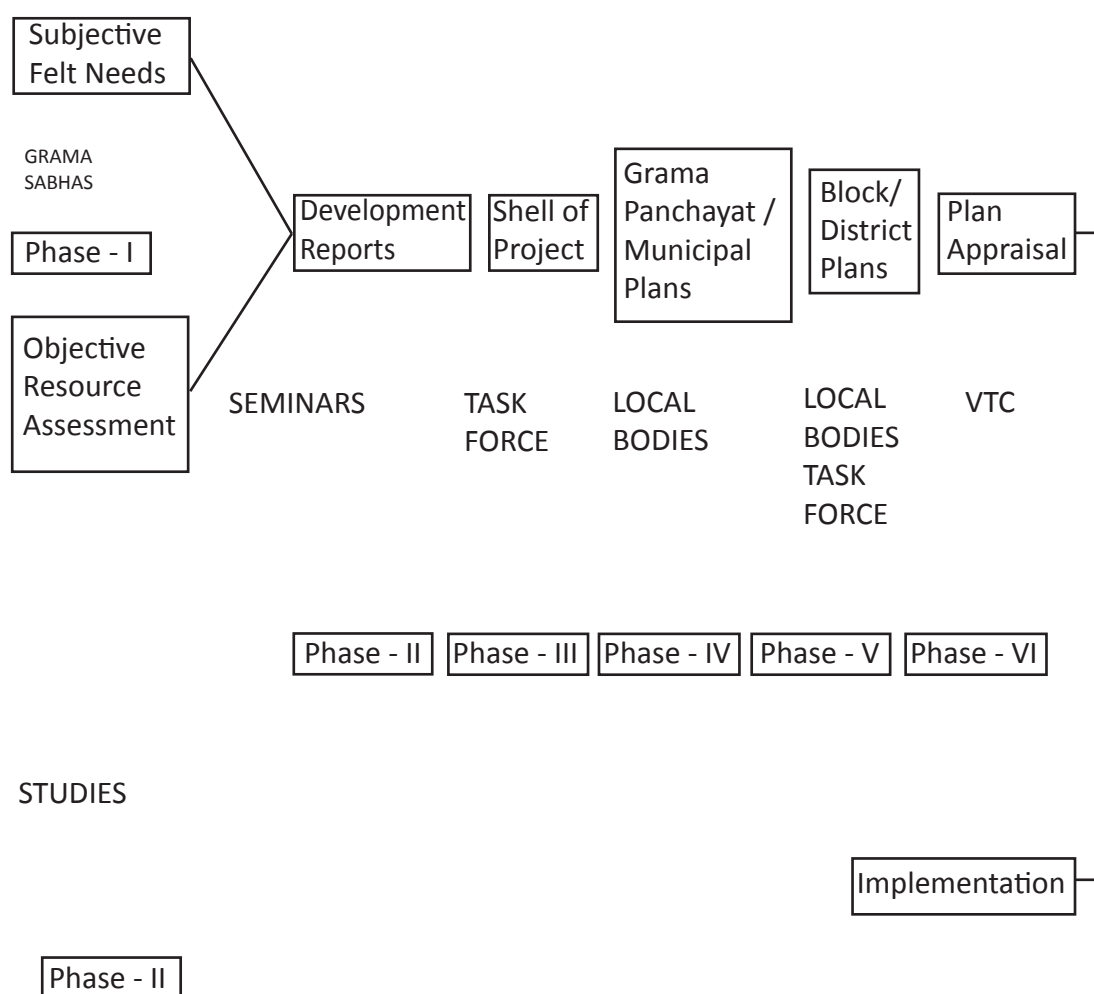 Subjective
Felt Needs
GRAMA
SABHAS
Phase - I
Objective
Resource
Assessment
Development
Reports
Shell of
Project
Grama
Panchayat /
Municipal
Plans
Block/
District
Plans
Plan
Appraisal
SEMINARS
TASK
FORCE
LOCAL
BODIES
LOCAL
BODIES
TASK
FORCE
VTC
Phase - II
Phase - III
Phase - IV
Phase - V
Phase - VI
STUDIES
Implementation
Phase - II